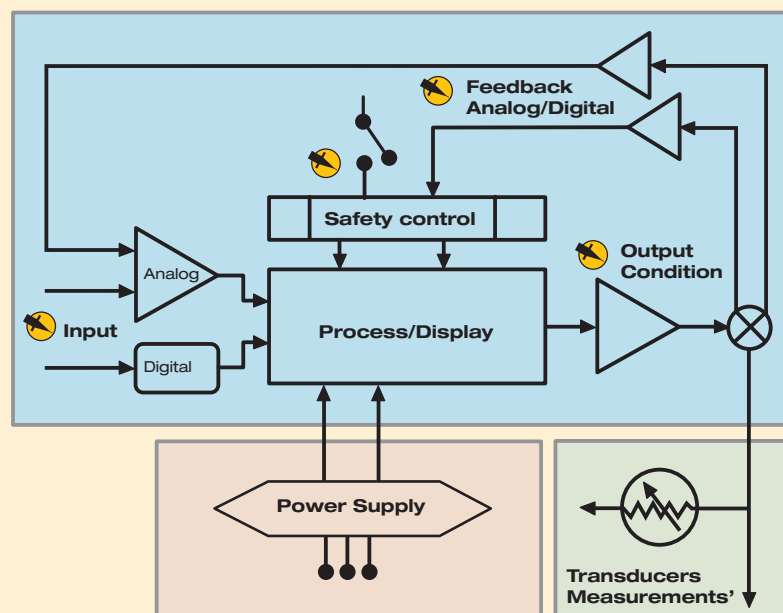 Feedback
Analog/Digital
Safety control
Output
Condition
Analog
Input
Process/Display
Digital
Power Supply
Transducers
Measurements'